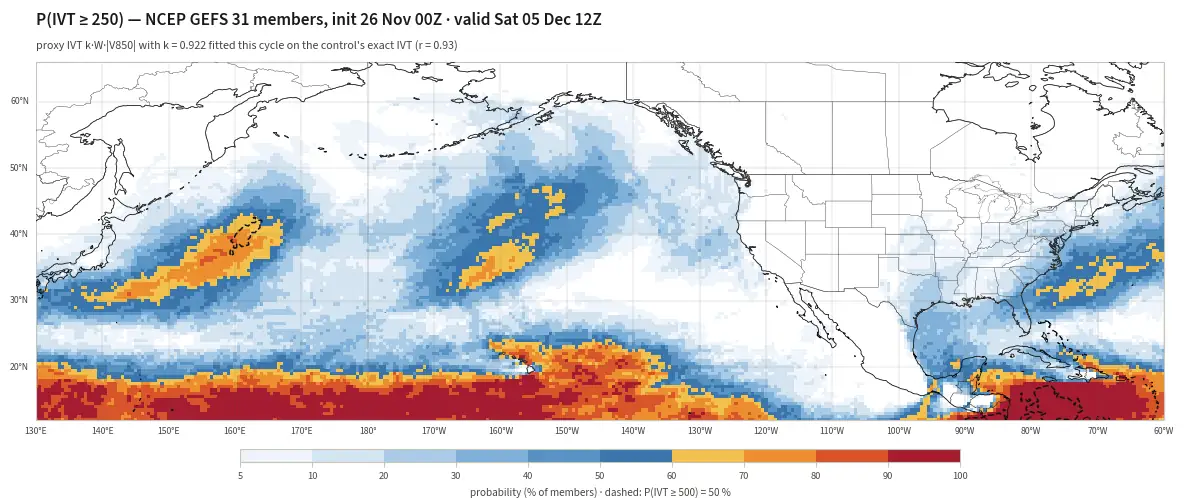 P(IVT ≥ 250) — NCEP GEFS 31 members, init 26 Nov 00Z · valid Sat 05 Dec 12Z
proxy IVT k·W·|V850| with k = 0.922 fitted this cycle on the control's exact IVT (r = 0.93)
60°N
50°N
40°N
30°N
20°N
130°E 140°E 150°E 160°E 170°E 180° 170°W 160°W 150°W 140°W 130°W 120°W 110°W 100°W 90°W 80°W 70°W 60°W
5 10 20 30 40 50 60 70 80 90 100
probability (% of members) · dashed: P(IVT ≥ 500) = 50 %